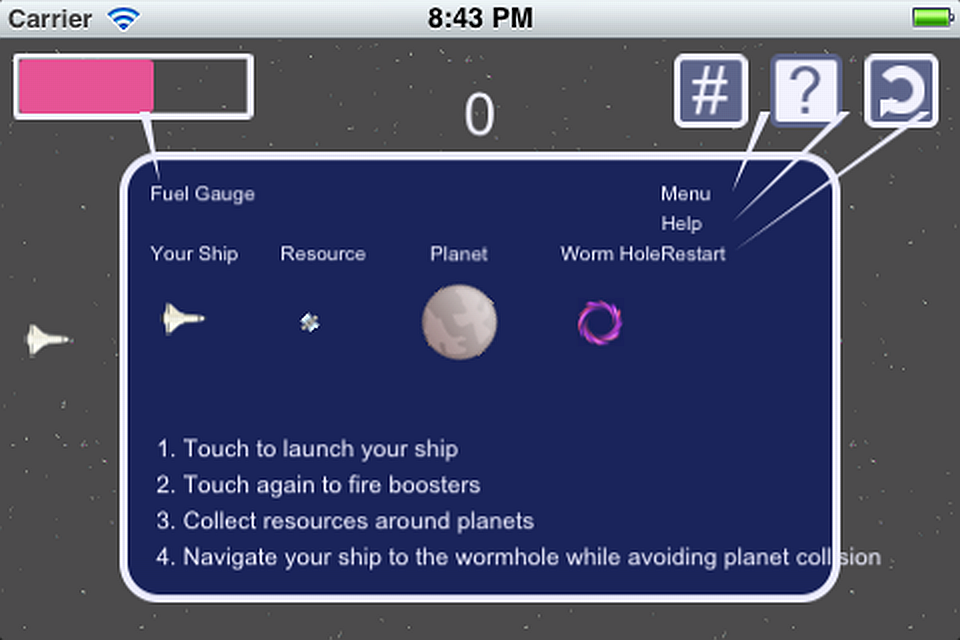 Carrier 8:43 PM
0 # ?
Fuel Gauge Menu
Help
Your Ship Resource Planet Worm HoleRestart
1. Touch to launch your ship
2. Touch again to fire boosters
3. Collect resources around planets
4. Navigate your ship to the wormhole while avoiding planet collision